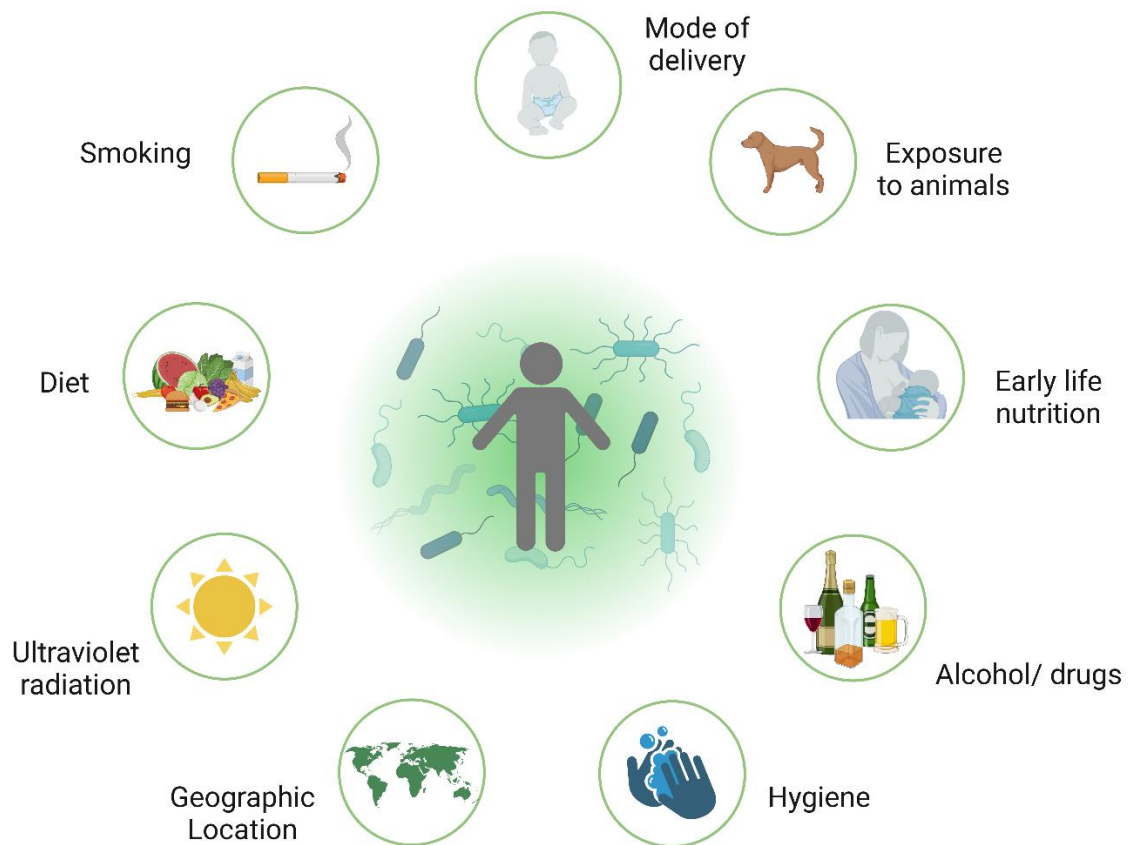 Mode of
delivery
Smoking
Exposure
to animals
Diet
Early life
nutrition
Ultraviolet
radiation
Alcohol/ drugs
Geographic
Location
Hygiene